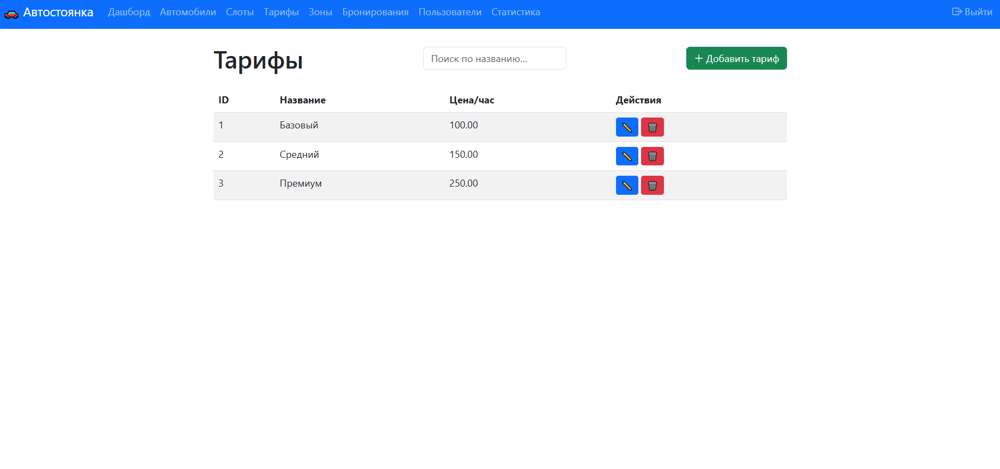 Автостоянка Дашборд Автомобили Слоты Тарифы Зоны Бронирования Пользователи Статистика Выйти
Тарифы Поиск по названию... + Добавить тариф
ID Название Цена/час Действия
1 Базовый 100.00
2 Средний 150.00
3 Премиум 250.00